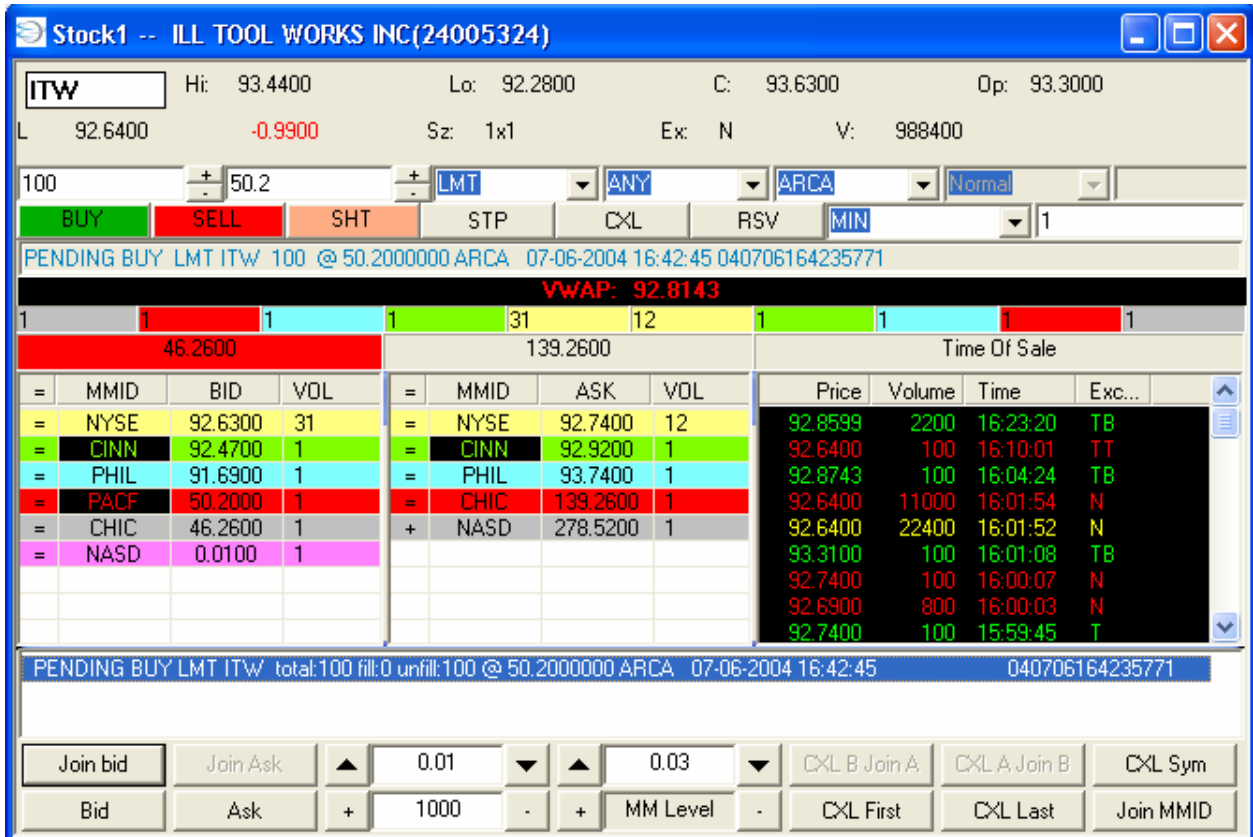 Stock1 -- ILL TOOL WORKS INC(24005324)
ITW Hi: 93.4400 Lo: 92.2800 C: 93.6300 Op: 93.3000
L 92.6400 -0.9900 Sz: 1x1 Ex: N V: 988400
100 + - 50.2 + - LMT ANY ARCA Normal
BUY SELL SHT STP CXL RSV MIN 1
PENDING BUY LMT ITW 100 @ 50.2000000 ARCA 07-06-2004 16:42:45 040706164235771
VWAP: 92.8143
1 1 1 1 31 12 1 1 1 1
46.2600 139.2600 Time Of Sale
= MMID BID VOL = MMID ASK VOL Price Volume Time Exc...
= NYSE 92.6300 31 = NYSE 92.7400 12 92.8599 2200 16:23:20 TB
= CINN 92.4700 1 = CINN 92.9200 1 92.6400 100 16:10:01 TT
= PHIL 91.6900 1 = PHIL 93.7400 1 92.8743 100 16:04:24 TB
= PACF 50.2000 1 = CHIC 139.2600 1 92.6400 11000 16:01:54 N
= CHIC 46.2600 1 + NASD 278.5200 1 92.6400 22400 16:01:52 N
= NASD 0.0100 1 93.3100 100 16:01:08 TB
92.7400 100 16:00:07 N
92.6900 800 16:00:03 N
92.7400 100 15:59:45 T
PENDING BUY LMT ITW total:100 fill:0 unfill:100 @ 50.2000000 ARCA 07-06-2004 16:42:45 040706164235771
Join bid Join Ask 0.01 0.03 CXL B Join A CXL A Join B CXL Sym
Bid Ask + 1000 - + MM Level - CXL First CXL Last Join MMID